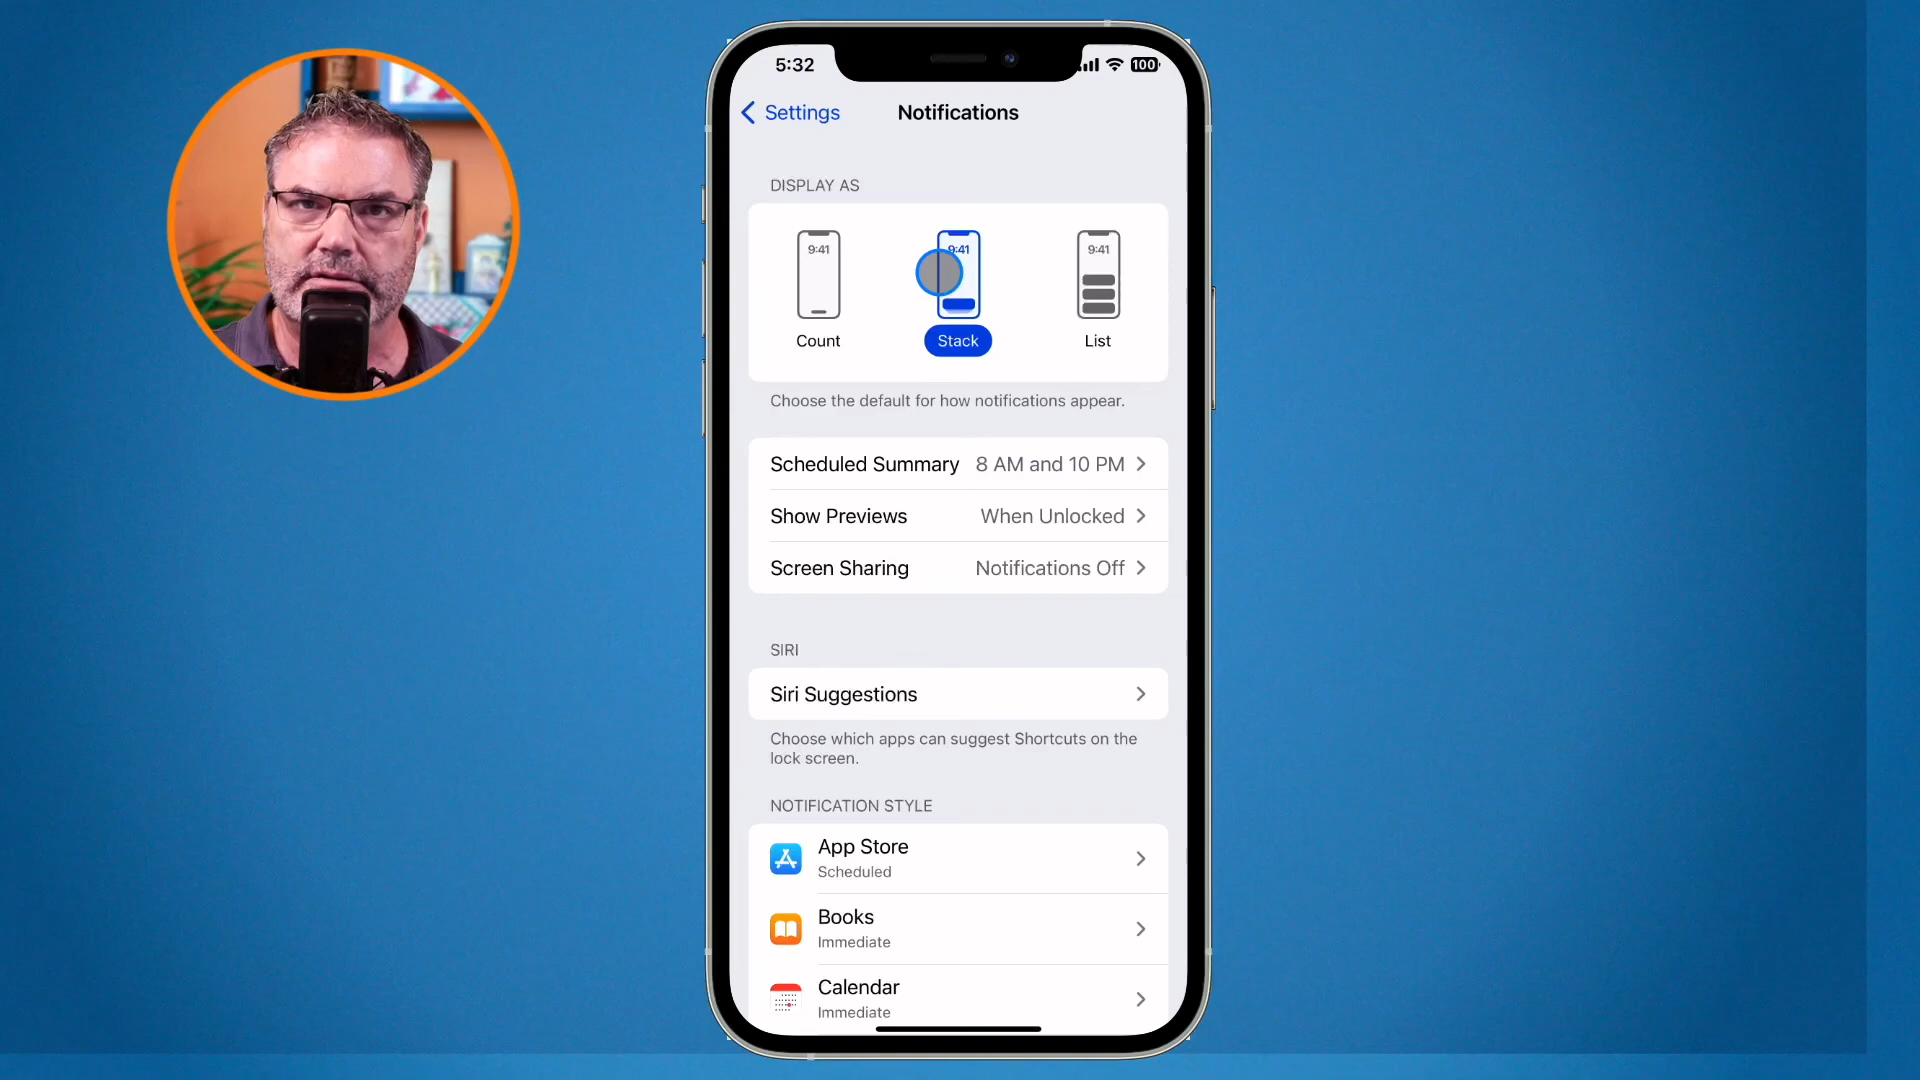 5:32
100
Settings
Notifications
DISPLAY AS
9:41
9:41
9:41
Count
Stack
List
Choose the default for how notifications appear.
Scheduled Summary 8 AM and 10 PM
Show Previews When Unlocked
Screen Sharing Notifications Off
SIRI
Siri Suggestions
Choose which apps can suggest Shortcuts on the
lock screen.
NOTIFICATION STYLE
App Store
Scheduled
Books
Immediate
Calendar
Immediate